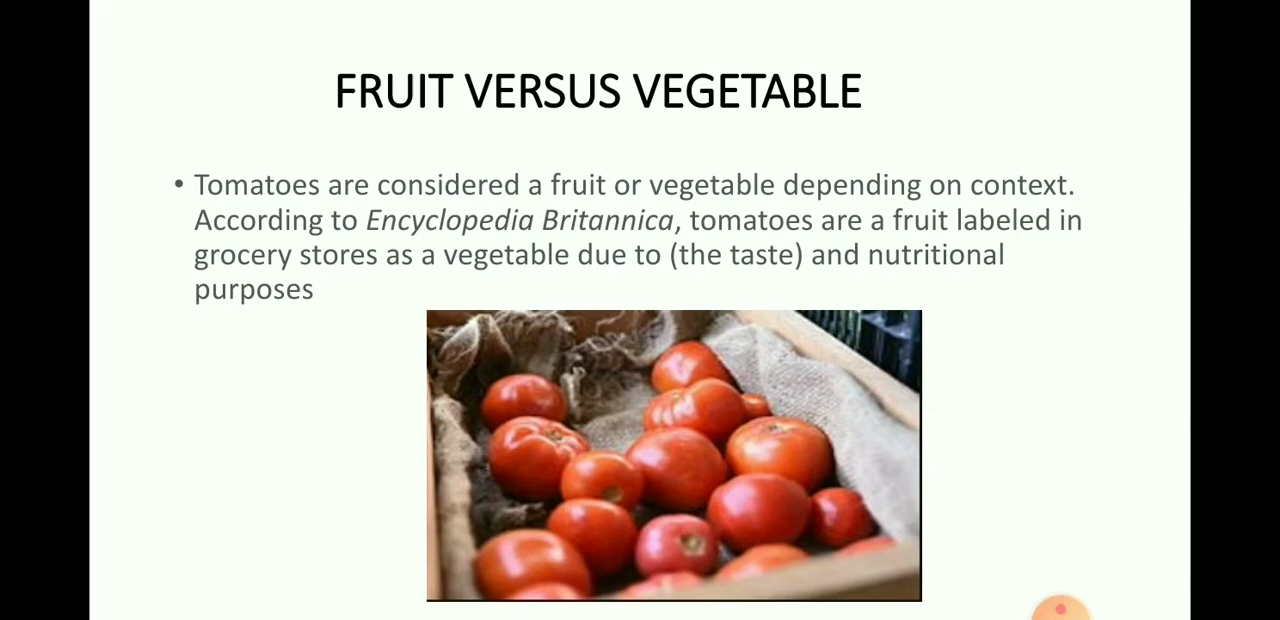 FRUIT VERSUS VEGETABLE
• Tomatoes are considered a fruit or vegetable depending on context.
According to Encyclopedia Britannica, tomatoes are a fruit labeled in
grocery stores as a vegetable due to (the taste) and nutritional
purposes